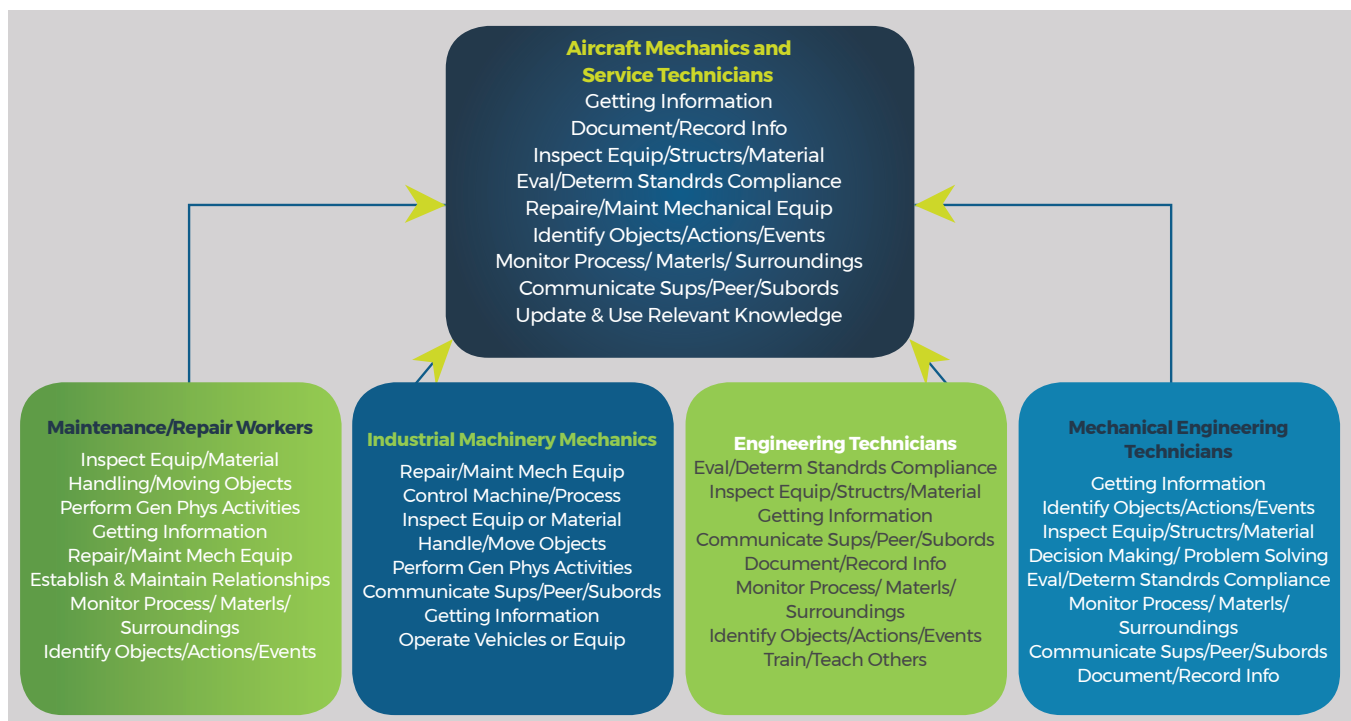 Aircraft Mechanics and
Service Technicians
Getting Information
Document/Record Info
Inspect Equip/Structrs/Material
Eval/Determ Standrds Compliance
Repaire/Maint Mechanical Equip
Identify Objects/Actions/Events
Monitor Process/ Materls/ Surroundings
Communicate Sups/Peer/Subords
Update & Use Relevant Knowledge
Maintenance/Repair Workers
Inspect Equip/Material
Handling/Moving Objects
Perform Gen Phys Activities
Getting Information
Repair/Maint Mech Equip
Establish & Maintain Relationships
Monitor Process/ Materls/
Surroundings
Identify Objects/Actions/Events
Industrial Machinery Mechanics
Repair/Maint Mech Equip
Control Machine/Process
Inspect Equip or Material
Handle/Move Objects
Perform Gen Phys Activities
Communicate Sups/Peer/Subords
Getting Information
Operate Vehicles or Equip
Engineering Technicians
Eval/Determ Standrds Compliance
Inspect Equip/Structrs/Material
Getting Information
Communicate Sups/Peer/Subords
Document/Record Info
Monitor Process/ Materls/
Surroundings
Identify Objects/Actions/Events
Train/Teach Others
Mechanical Engineering
Technicians
Getting Information
Identify Objects/Actions/Events
Inspect Equip/Structrs/Material
Decision Making/ Problem Solving
Eval/Determ Standrds Compliance
Monitor Process/ Materls/
Surroundings
Communicate Sups/Peer/Subords
Document/Record Info